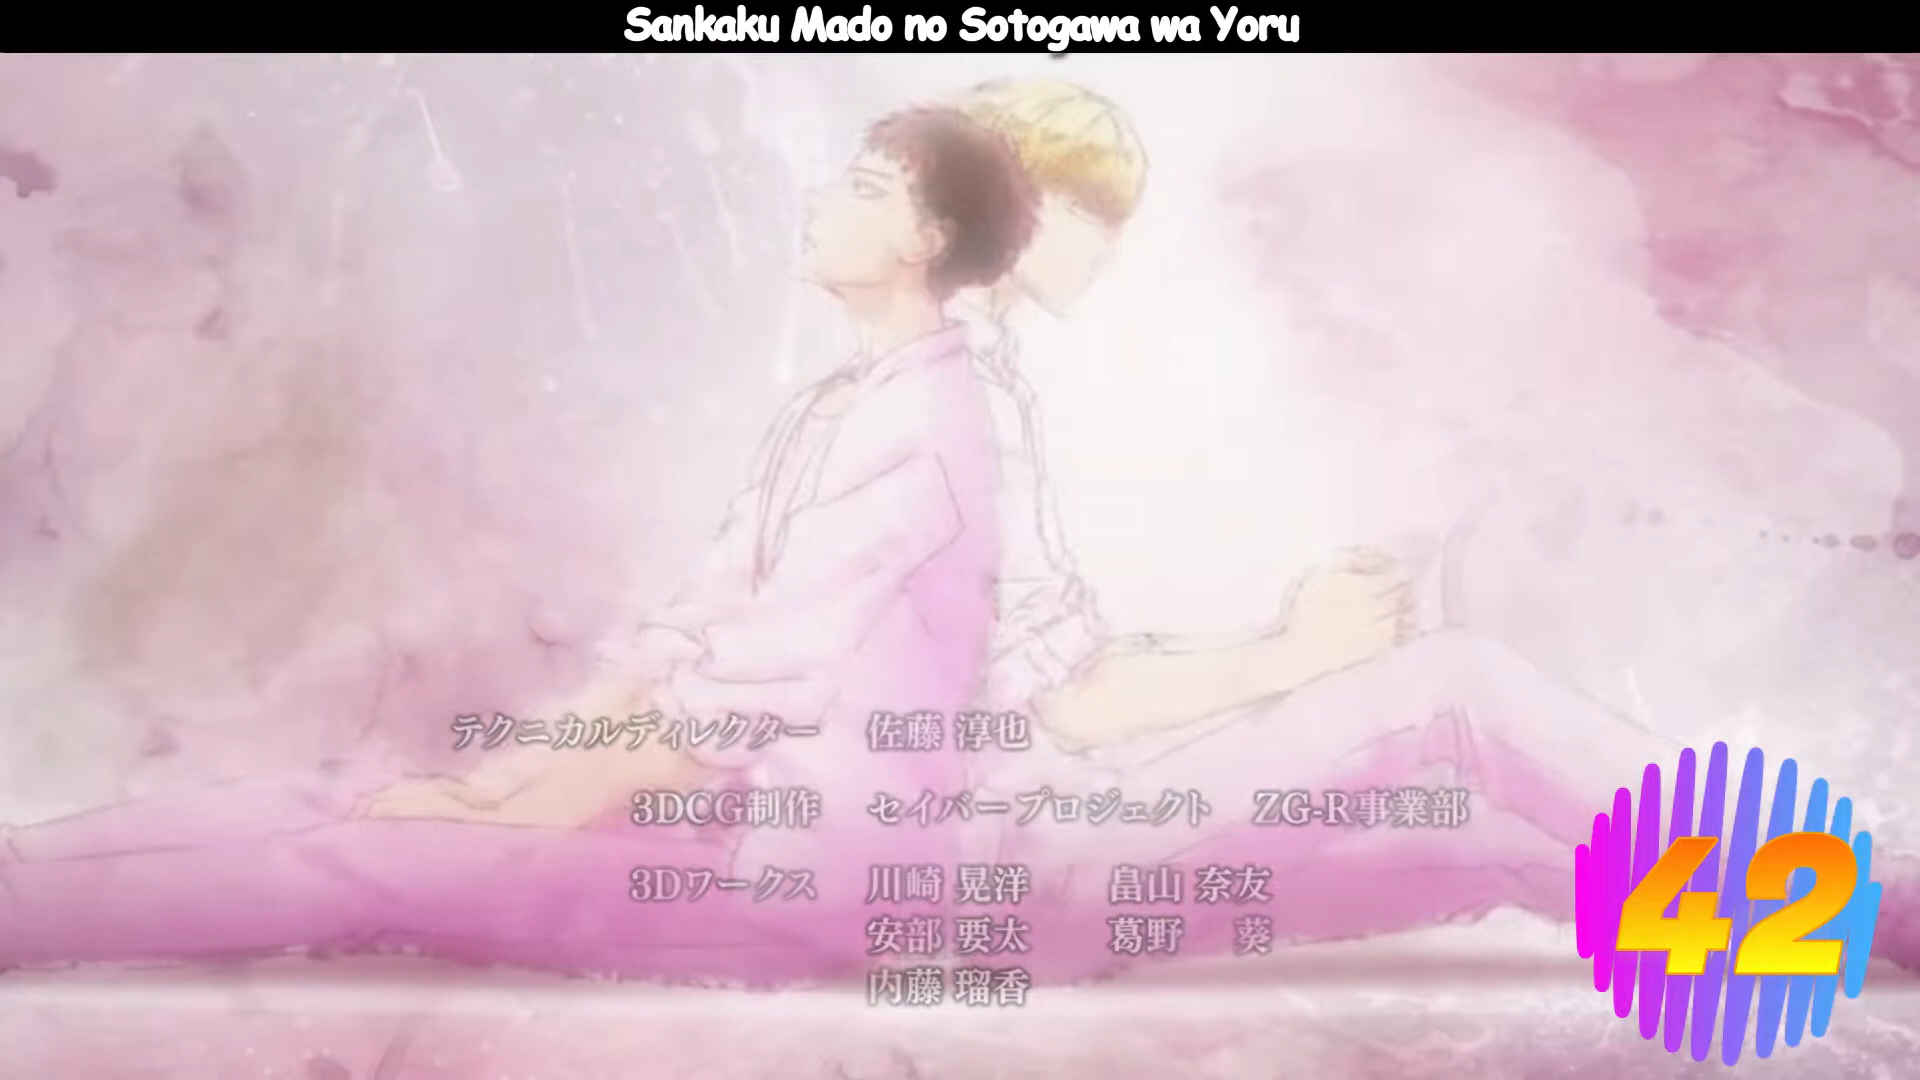 Sankaku Mado no Sotogawa wa Yoru
テクニカルディレクター 佐藤 淳也
3DCG制作 セイバープロジェクト ZG-R事業部
3Dワークス 川崎 晃洋 畠山 奈友
安部 要太 葛野 葵
内藤 瑠香
42